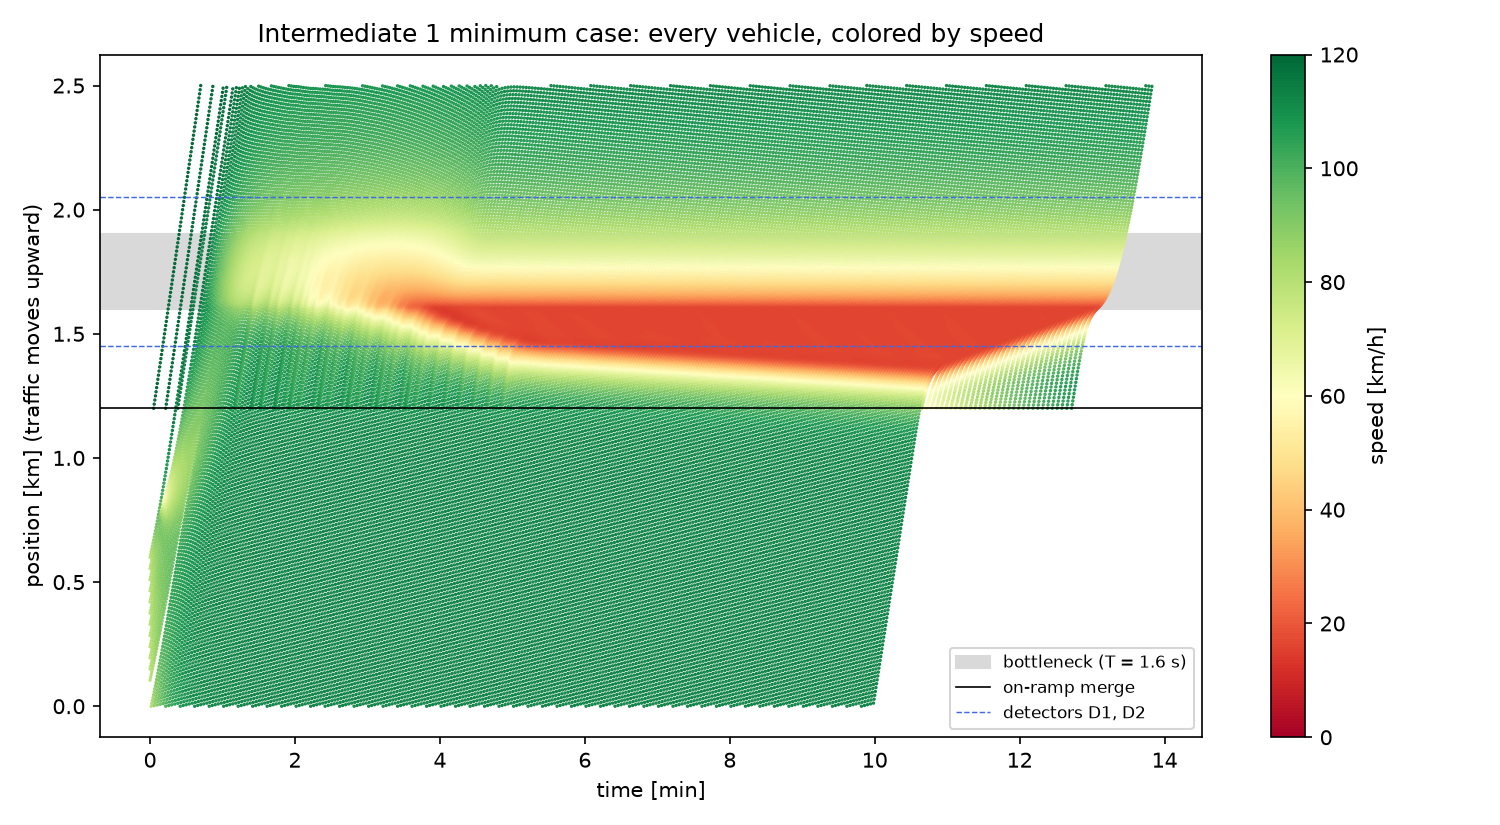 Intermediate 1 minimum case: every vehicle, colored by speed
position [km] (traffic moves upward)
2.5
2.0
1.5
1.0
0.5
0.0
0 2 4 6 8 10 12 14
time [min]
bottleneck (T = 1.6 s)
on-ramp merge
detectors D1, D2
120
100
80
60
40
20
0
speed [km/h]